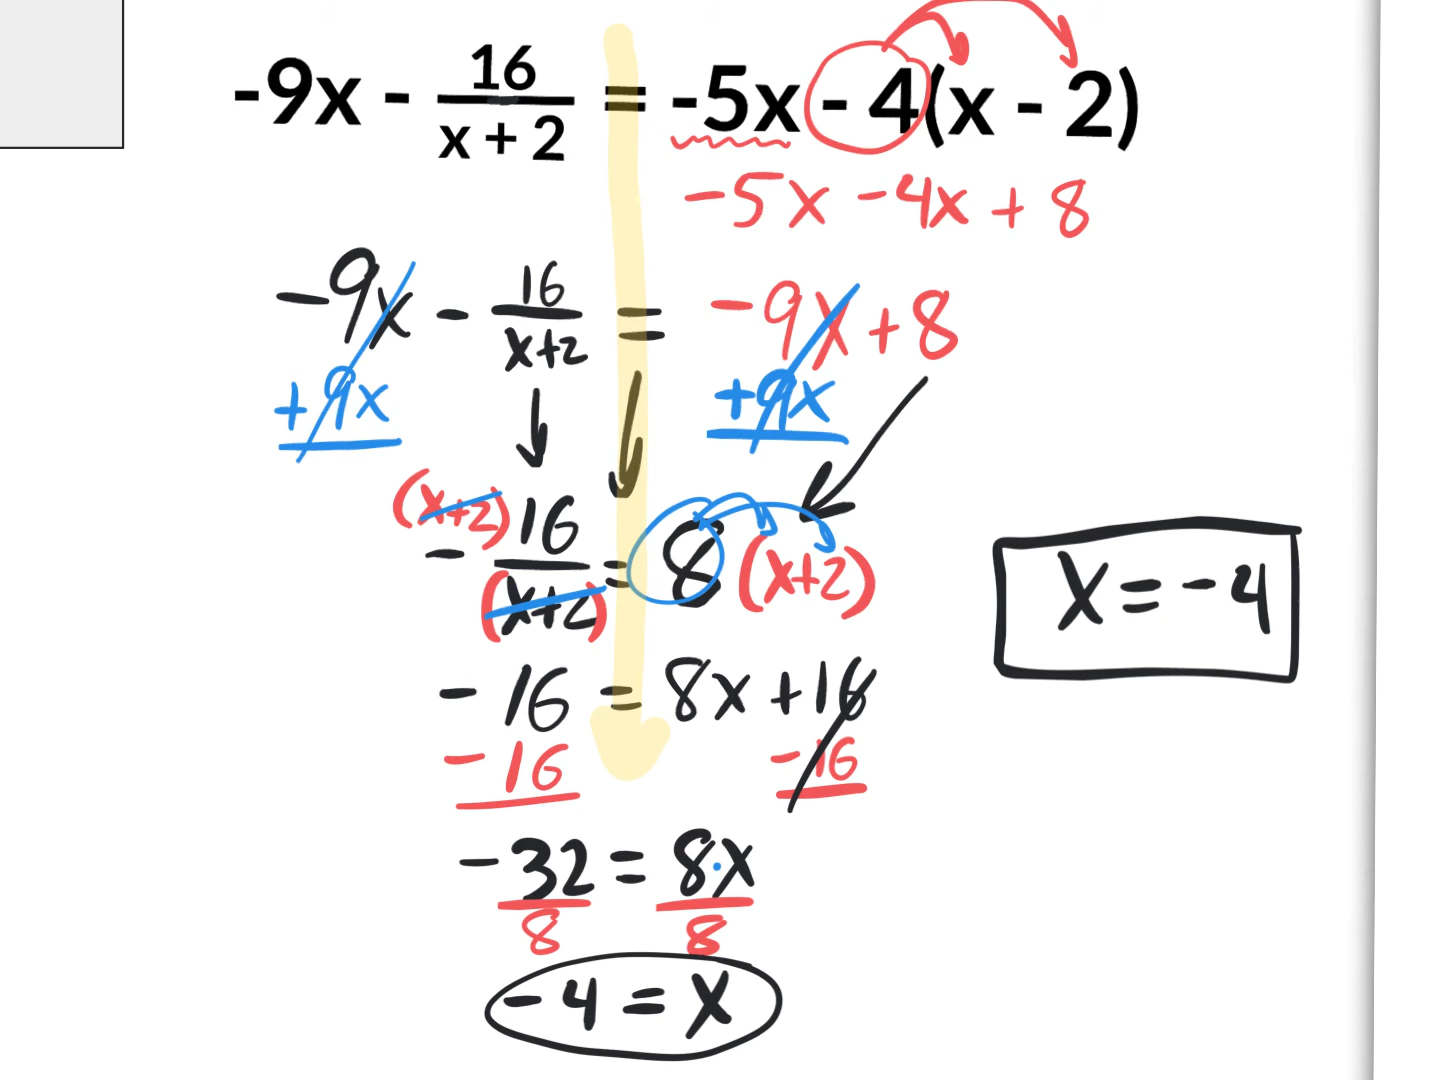 -9x - 16/(x + 2) = -5x - 4(x - 2)
-5x -4x + 8
-9x - 16/(x+2) = -9x + 8
+9x +9x
(x+2)
- 16/(x+2) = 8 (x+2)
x = -4
-16 = 8x + 16
-16 -16
-32 = 8·x
8 8
-4 = x